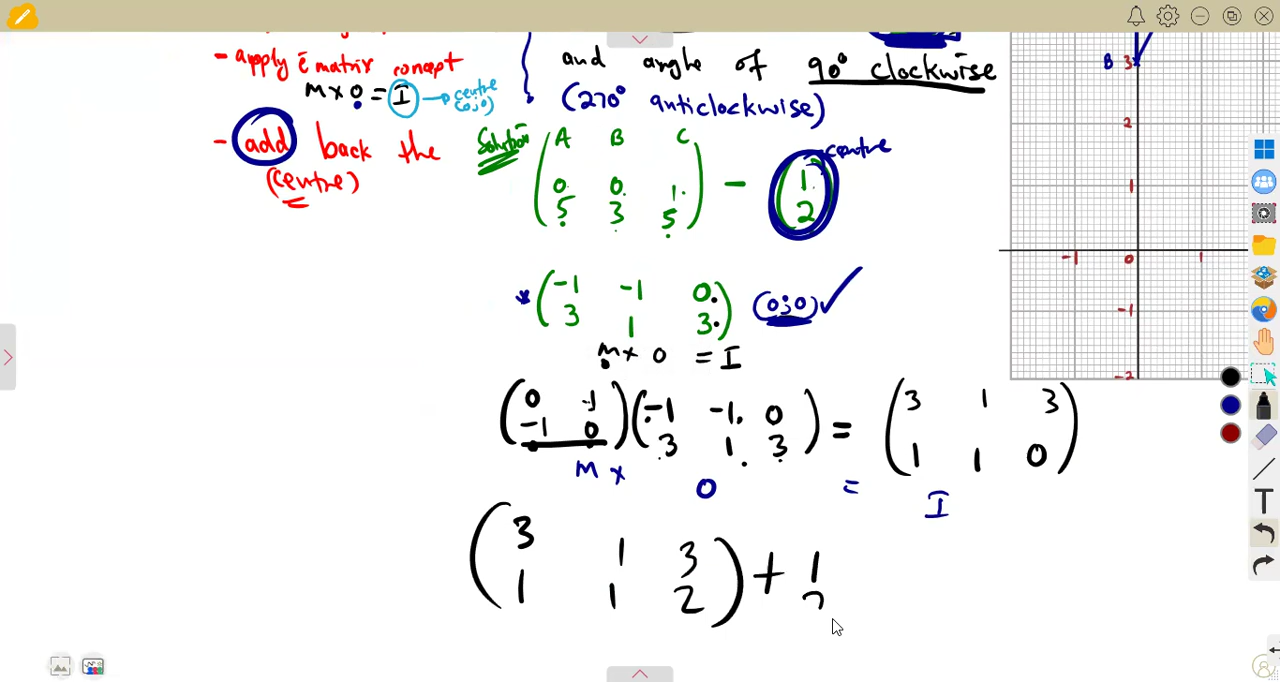 - apply c̄ matrix concept
M x O = I → centre (0;0)
- add back the
(centre)
and angle of 90° clockwise
(270° anticlockwise)
Solution
A B C
( 0 0 1
5 3 5 ) - ( 1
2 ) centre
* ( -1 -1 0
3 1 3 ) (0;0) ✓
M x O = I
( 0 1
-1 0 ) ( -1 -1 0
3 1 3 ) = ( 3 1 3
1 1 0 )
M x O = I
( 3 1 3
1 1 2 ) + 1
B 3
2
1
-1 0 1
-1
-2
T